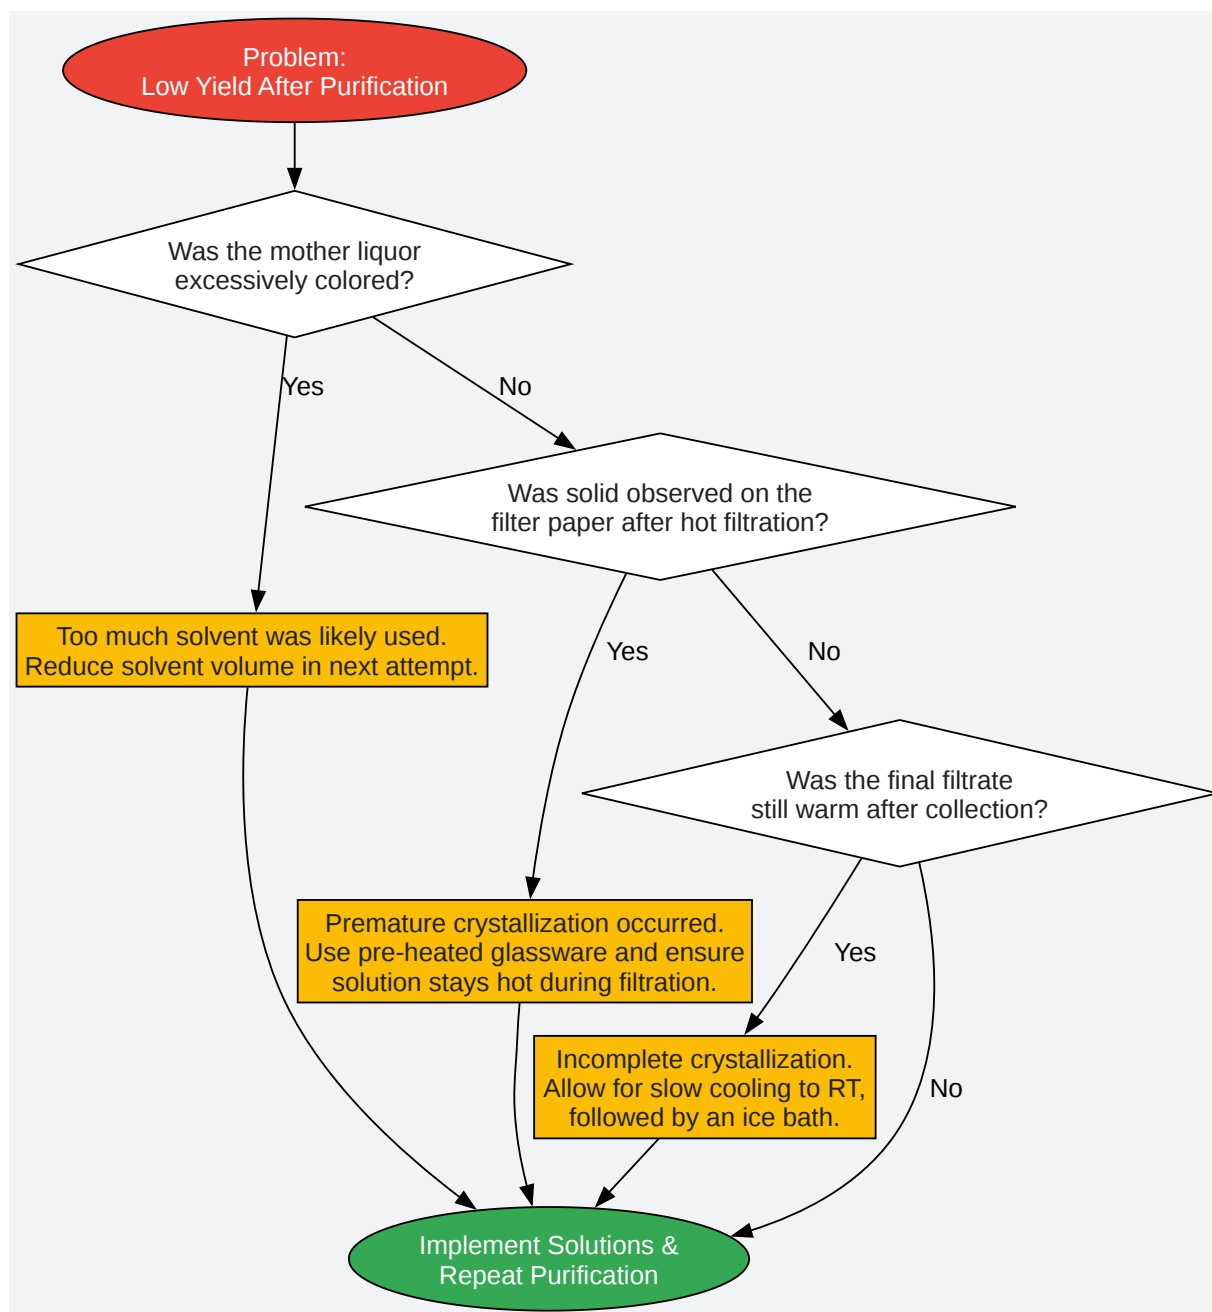 Problem:
Low Yield After Purification
Was the mother liquor
excessively colored?
Yes
No
Was solid observed on the
filter paper after hot filtration?
Too much solvent was likely used.
Reduce solvent volume in next attempt.
Yes
No
Was the final filtrate
still warm after collection?
Premature crystallization occurred.
Use pre-heated glassware and ensure
solution stays hot during filtration.
Yes
Incomplete crystallization.
Allow for slow cooling to RT,
followed by an ice bath.
No
Implement Solutions &
Repeat Purification